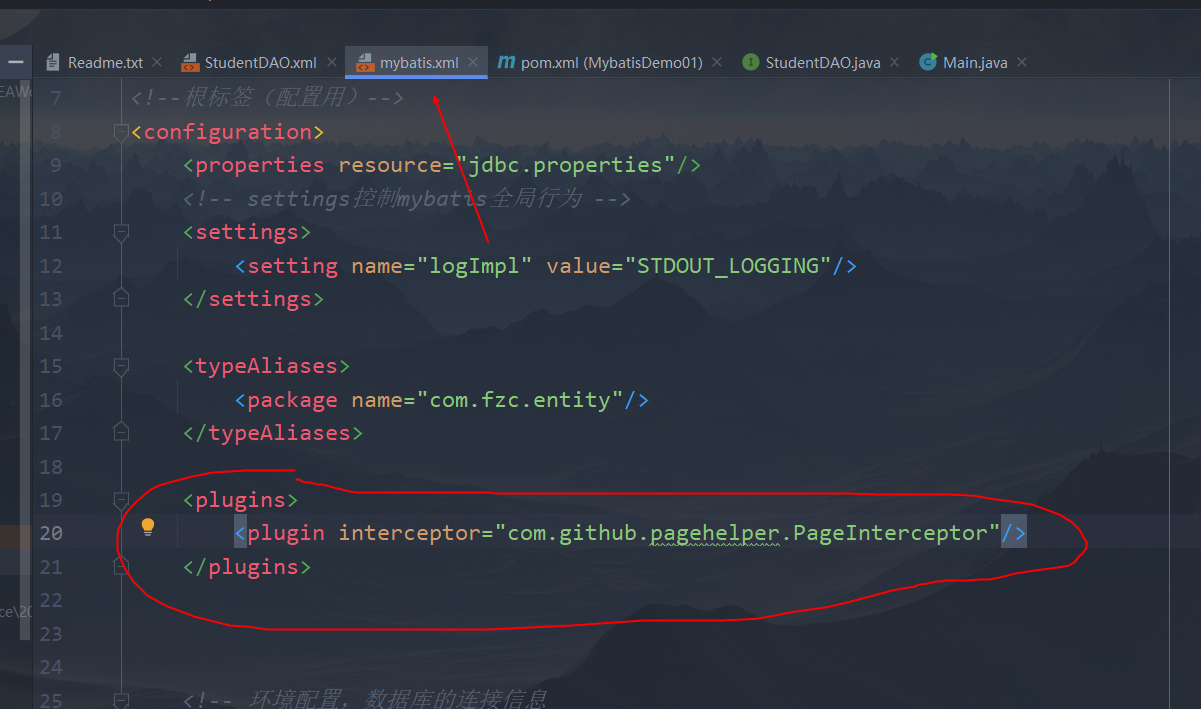 Readme.txt StudentDAO.xml mybatis.xml pom.xml (MybatisDemo01) StudentDAO.java Main.java
7 <!--根标签（配置用）-->
8 <configuration>
9 <properties resource="jdbc.properties"/>
10 <!-- settings控制mybatis全局行为 -->
11 <settings>
12 <setting name="logImpl" value="STDOUT_LOGGING"/>
13 </settings>
14
15 <typeAliases>
16 <package name="com.fzc.entity"/>
17 </typeAliases>
18
19 <plugins>
20 <plugin interceptor="com.github.pagehelper.PageInterceptor"/>
21 </plugins>
22
23
24
25 <!-- 环境配置，数据库的连接信息